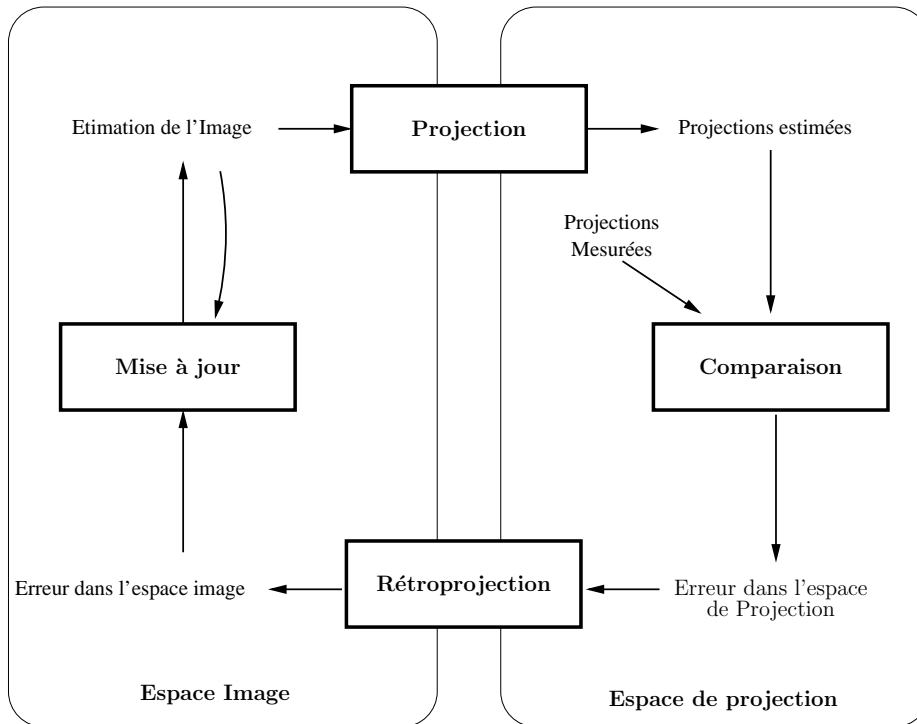 Etimation de l'Image
Projection
Projections estimées
Projections
Mesurées
Mise à jour
Comparaison
Erreur dans l'espace image
Rétroprojection
Erreur dans l'espace
de Projection
Espace Image
Espace de projection